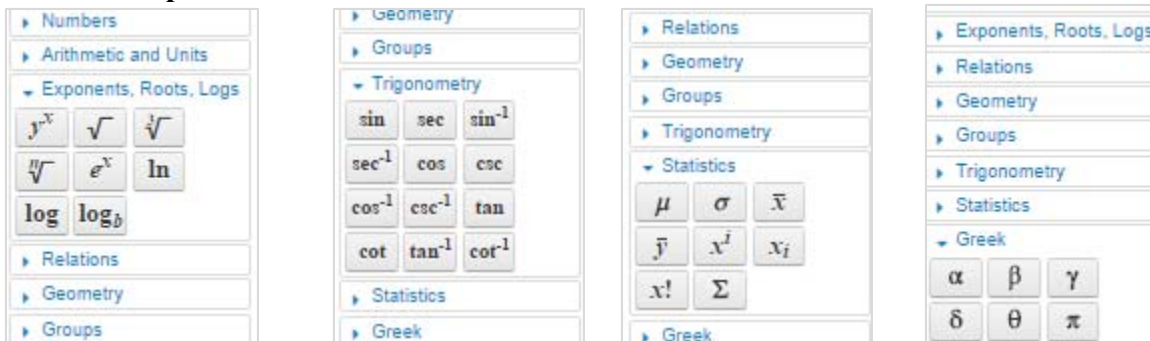 Numbers
Arithmetic and Units
Exponents, Roots, Logs
y^x √ ∛
ⁿ√ e^x ln
log log_b
Relations
Geometry
Groups
Geometry
Groups
Trigonometry
sin sec sin⁻¹
sec⁻¹ cos csc
cos⁻¹ csc⁻¹ tan
cot tan⁻¹ cot⁻¹
Statistics
Greek
Relations
Geometry
Groups
Trigonometry
Statistics
μ σ x̄
ȳ xⁱ xᵢ
x! Σ
Greek
Exponents, Roots, Logs
Relations
Geometry
Groups
Trigonometry
Statistics
Greek
α β γ
δ θ π